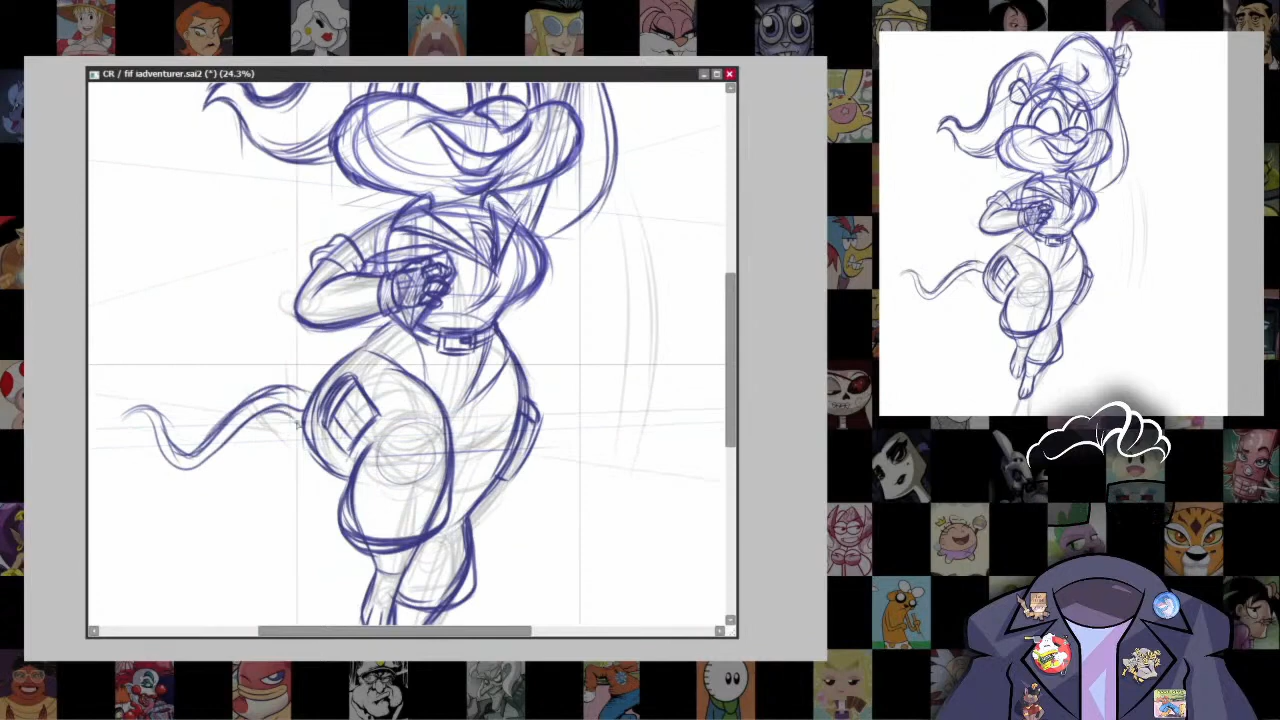 CR / fif iadventurer.sai2 (*) (24.3%)